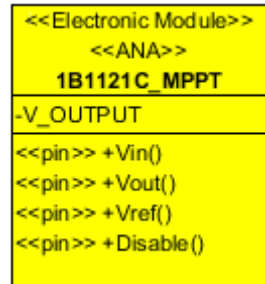 <<Electronic Module>>
<<ANA>>
1B1121C_MPPT
-V_OUTPUT
<<pin>> +Vin()
<<pin>> +Vout()
<<pin>> +Vref()
<<pin>> +Disable()